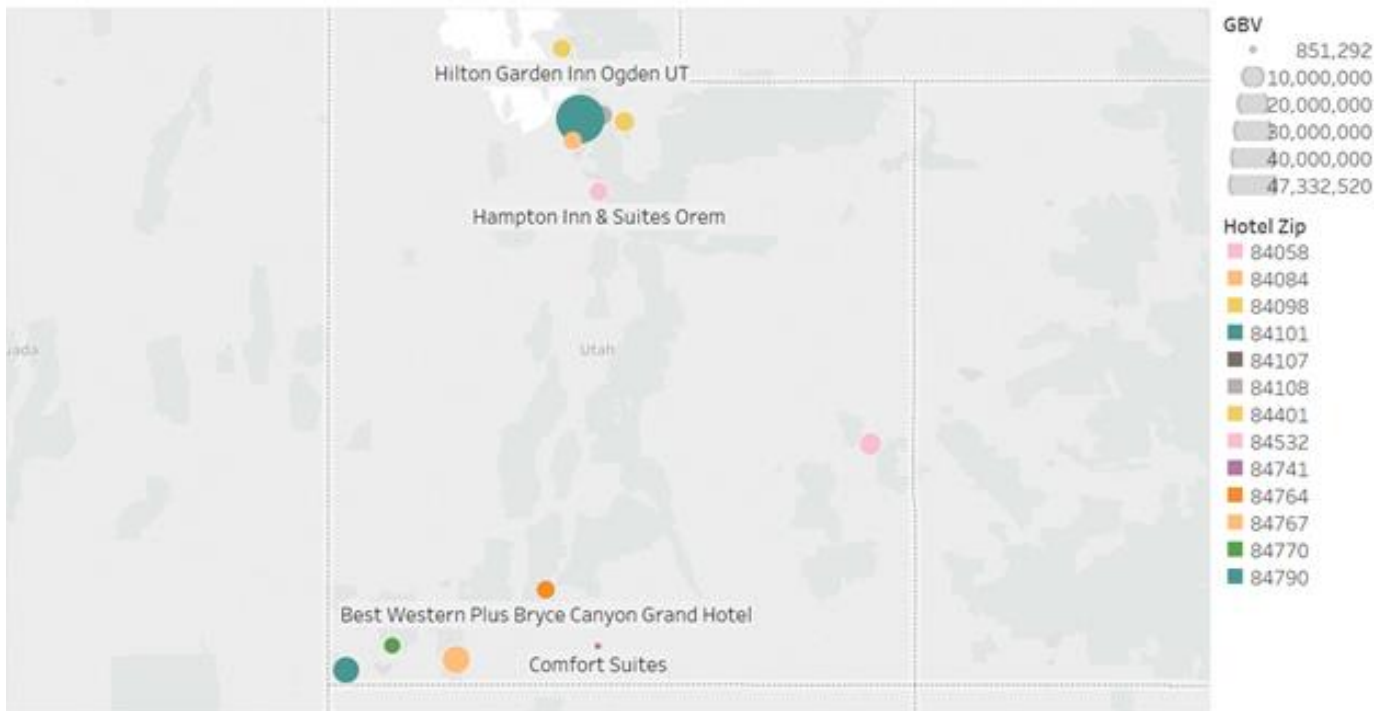 Hilton Garden Inn Ogden UT
Hampton Inn & Suites Orem
Utah
Best Western Plus Bryce Canyon Grand Hotel
Comfort Suites
GBV
851,292
10,000,000
20,000,000
30,000,000
40,000,000
47,332,520
Hotel Zip
84058
84084
84098
84101
84107
84108
84401
84532
84741
84764
84767
84770
84790